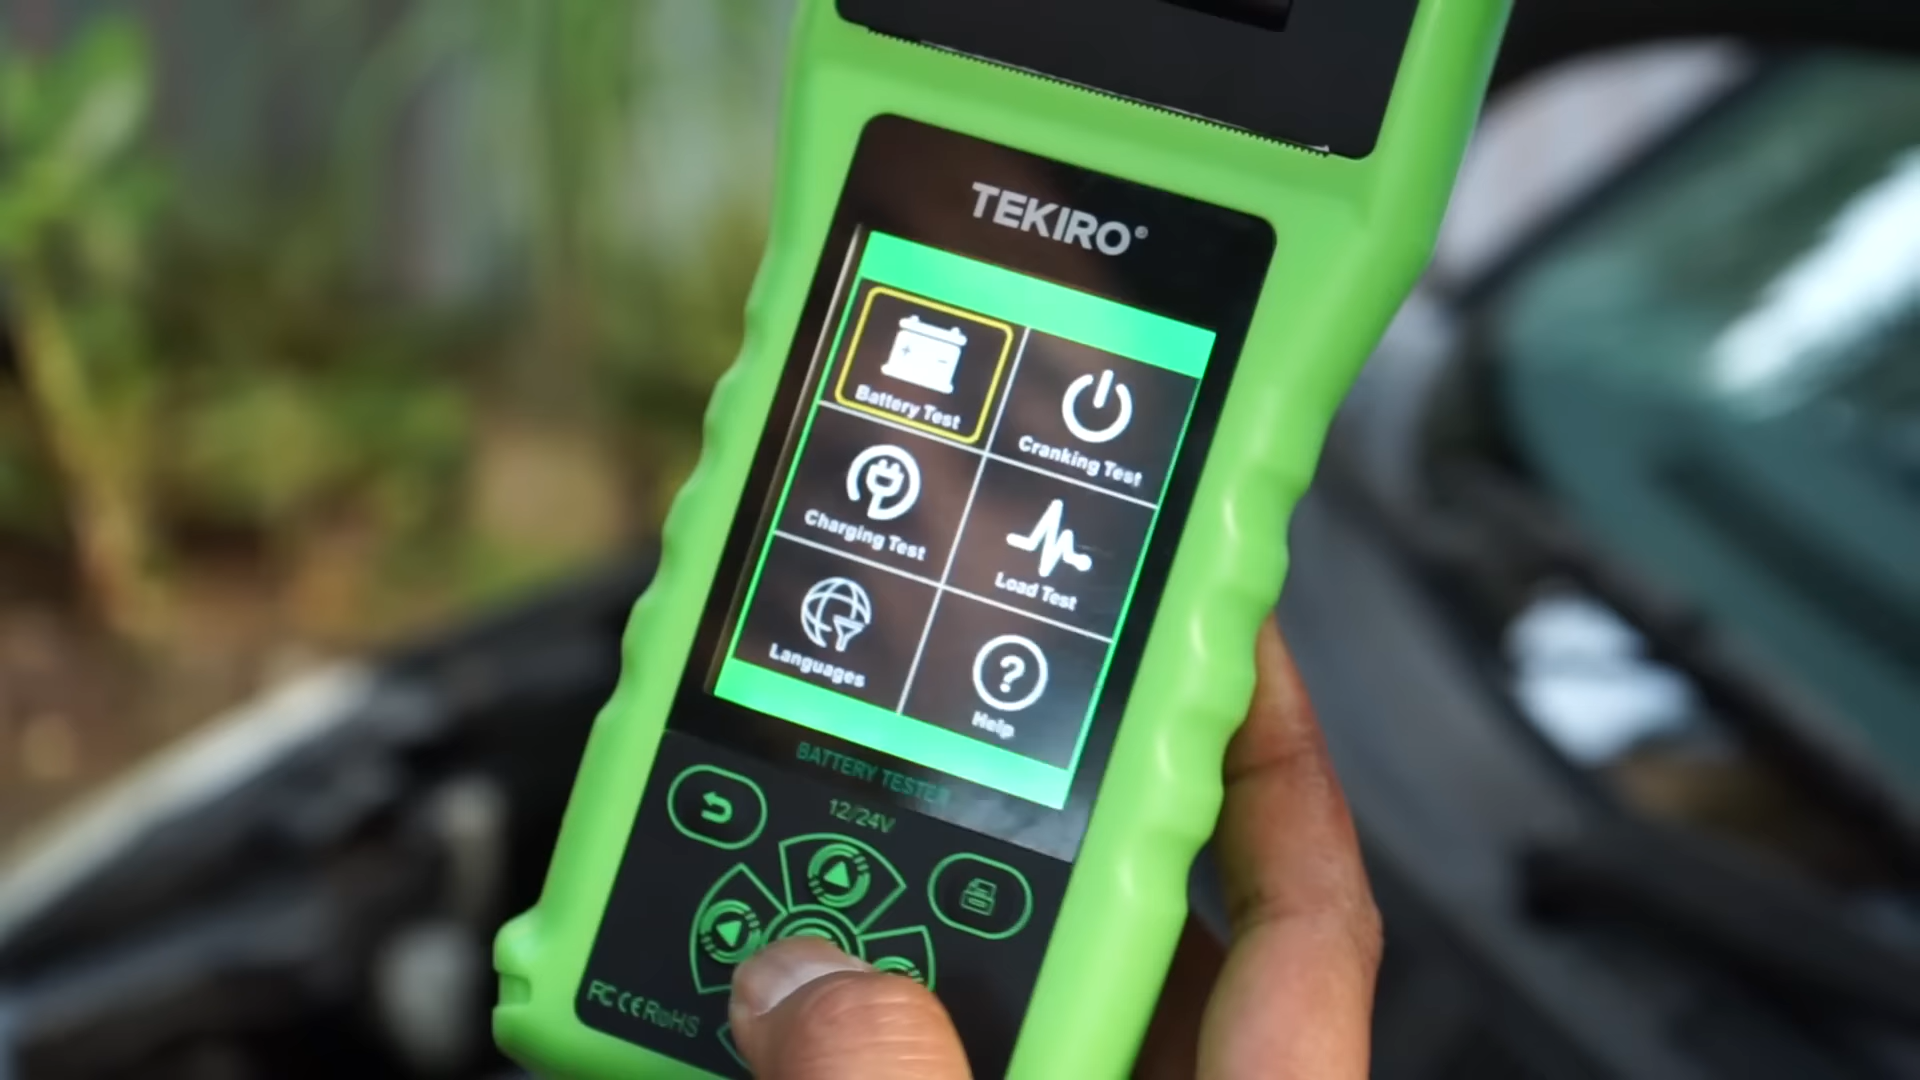 TEKIRO®
Battery Test
Cranking Test
Charging Test
Load Test
Languages
Help
BATTERY TESTER
12/24V
FC CE RoHS